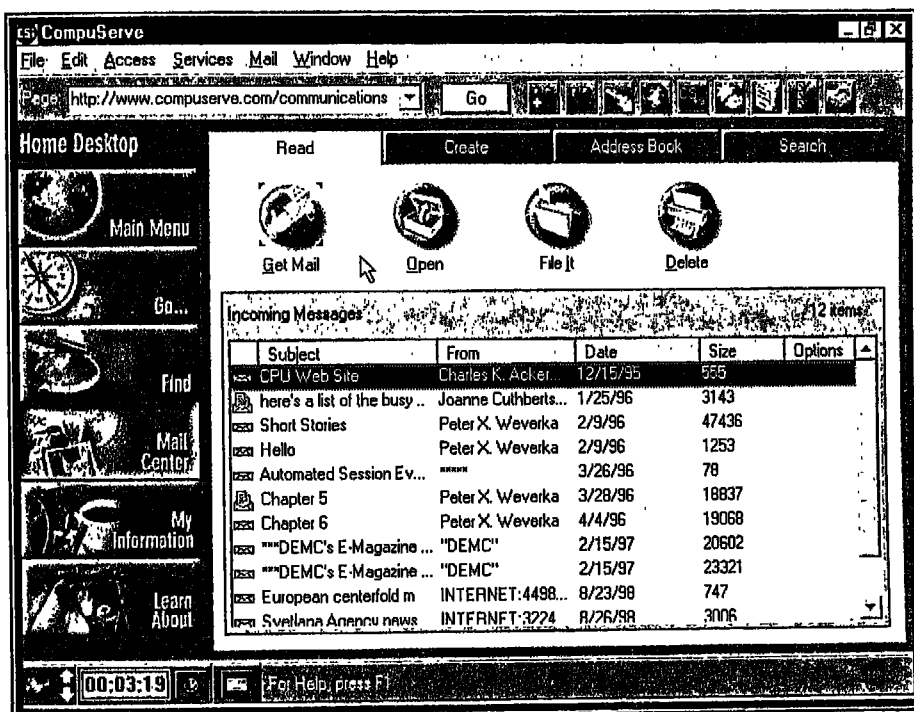 CompuServe
File Edit Access Services Mail Window Help
Page http://www.compuserve.com/communications Go
Home Desktop
Read Create Address Book Search
Main Menu
Go...
Find
Mail Center
My Information
Learn About
Get Mail Open File It Delete
Incoming Messages 12 items
Subject From Date Size Options
CPU Web Site Charles K. Acker... 12/15/95 555
here's a list of the busy .. Joanne Cuthberts... 1/25/96 3143
Short Stories Peter X. Weverka 2/9/96 47436
Hello Peter X. Weverka 2/9/96 1253
Automated Session Ev... ***** 3/26/96 78
Chapter 5 Peter X. Weverka 3/28/96 18837
Chapter 6 Peter X. Weverka 4/4/96 19068
***DEMC's E-Magazine ... "DEMC" 2/15/97 20602
***DEMC's E-Magazine ... "DEMC" 2/15/97 23321
European centerfold m INTERNET:4498... 8/23/98 747
Svetlana Agency news INTERNET:3224 8/26/98 3006
00:03:19 For Help, press F1